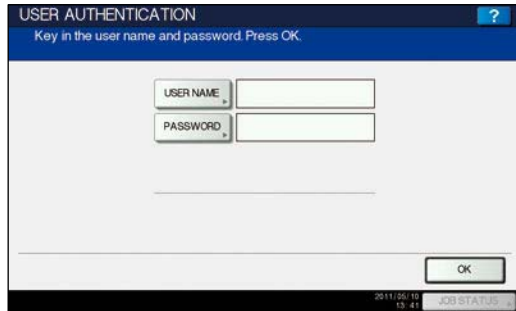 USER AUTHENTICATION
?
Key in the user name and password. Press OK.
USER NAME
PASSWORD
OK
2011/05/10
13:41
JOB STATUS